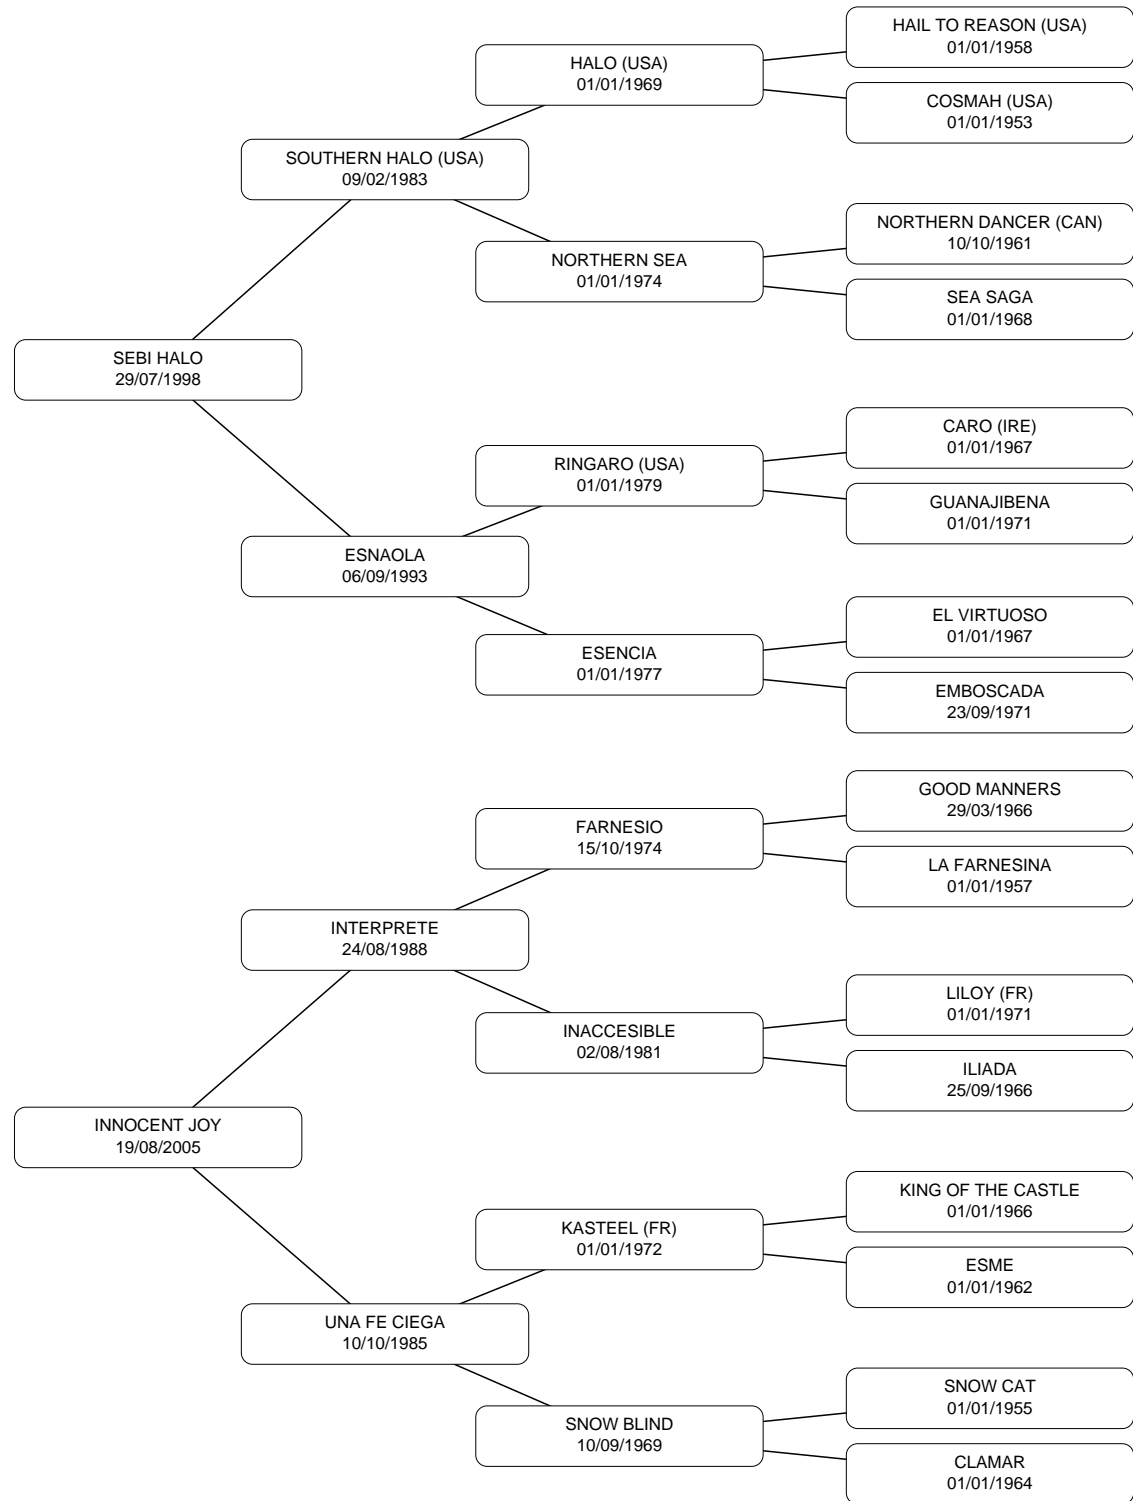 HAIL TO REASON (USA)
01/01/1958
HALO (USA)
01/01/1969
COSMAH (USA)
01/01/1953
SOUTHERN HALO (USA)
09/02/1983
NORTHERN DANCER (CAN)
10/10/1961
NORTHERN SEA
01/01/1974
SEA SAGA
01/01/1968
SEBI HALO
29/07/1998
CARO (IRE)
01/01/1967
RINGARO (USA)
01/01/1979
GUANAJIBENA
01/01/1971
ESNAOLA
06/09/1993
EL VIRTUOSO
01/01/1967
ESENCIA
01/01/1977
EMBOSCADA
23/09/1971
GOOD MANNERS
29/03/1966
FARNESIO
15/10/1974
LA FARNESINA
01/01/1957
INTERPRETE
24/08/1988
LILOY (FR)
01/01/1971
INACCESIBLE
02/08/1981
ILIADA
25/09/1966
INNOCENT JOY
19/08/2005
KING OF THE CASTLE
01/01/1966
KASTEEL (FR)
01/01/1972
ESME
01/01/1962
UNA FE CIEGA
10/10/1985
SNOW CAT
01/01/1955
SNOW BLIND
10/09/1969
CLAMAR
01/01/1964